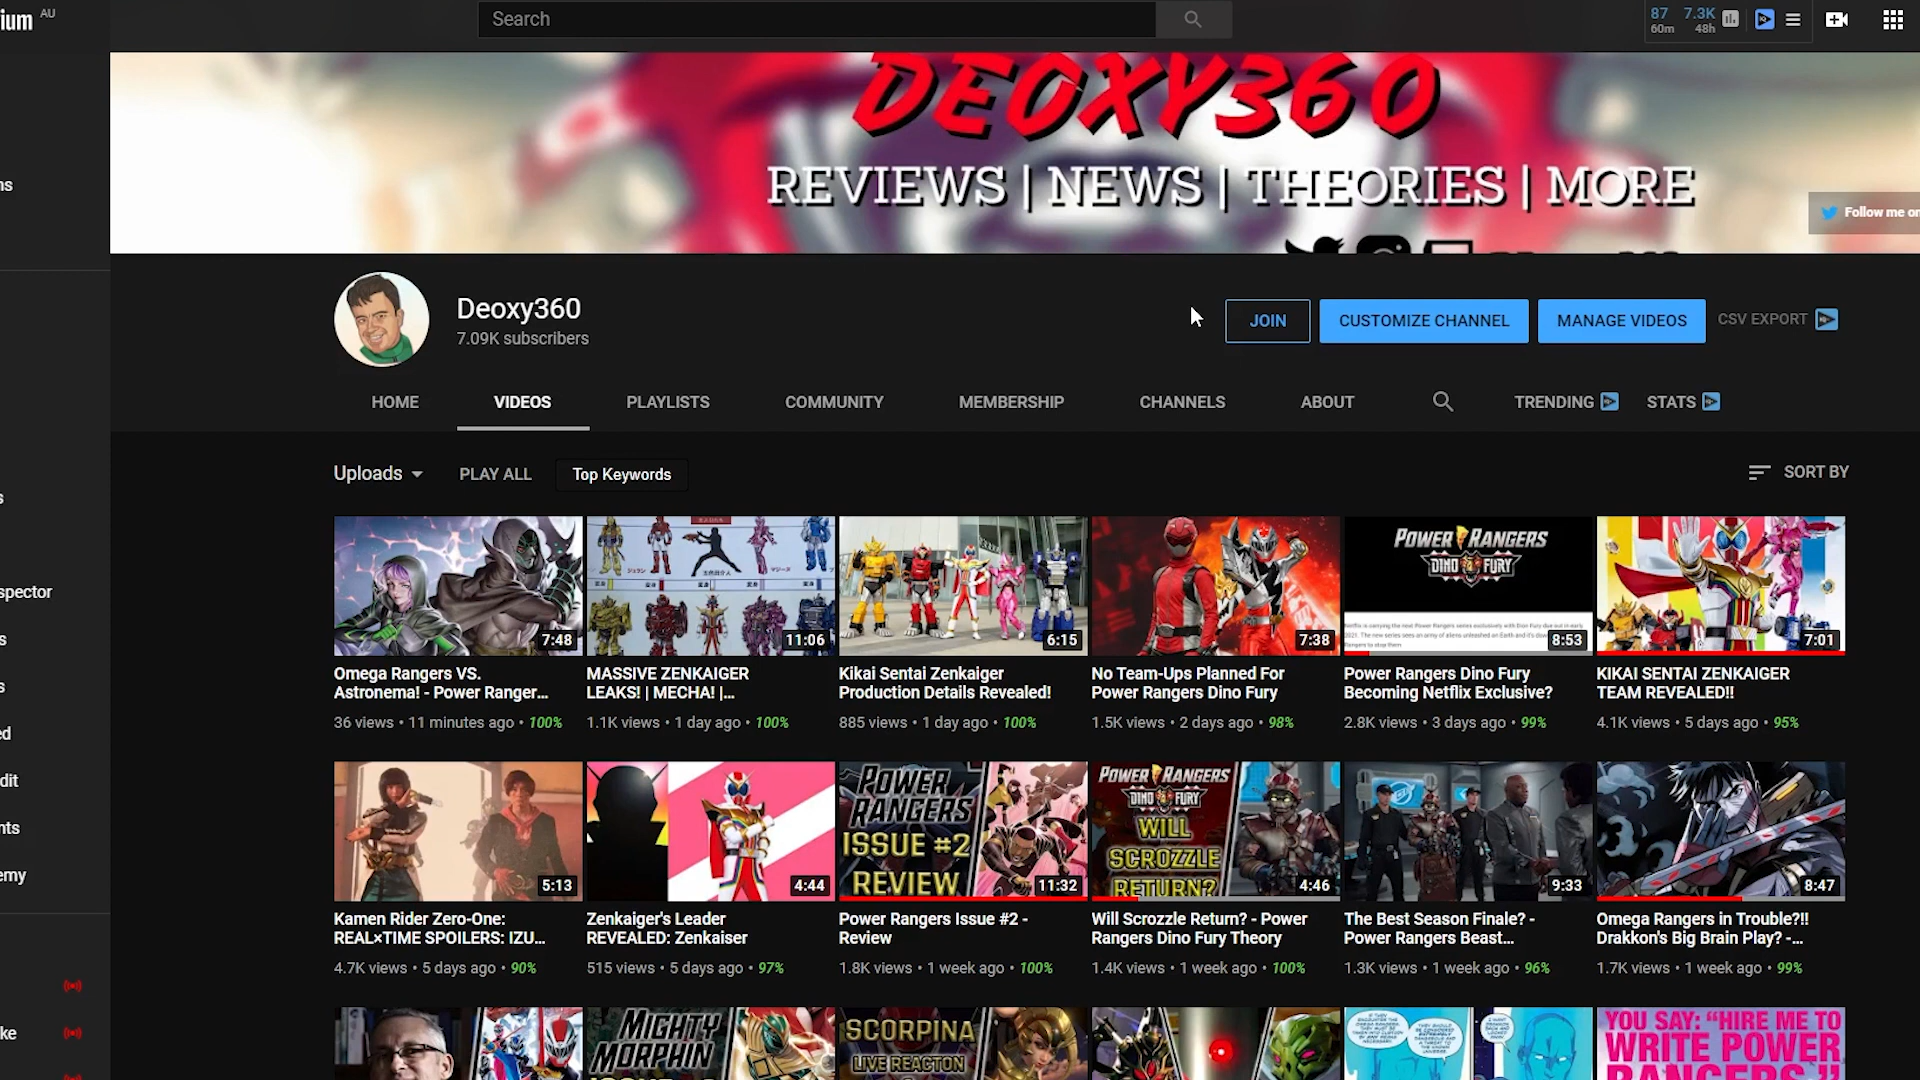 ium AU
Search
87 7.3K
60m 48h
DEOXY360
REVIEWS | NEWS | THEORIES | MORE
Follow me on
ns
Deoxy360
7.09K subscribers
JOIN
CUSTOMIZE CHANNEL
MANAGE VIDEOS
CSV EXPORT
HOME
VIDEOS
PLAYLISTS
COMMUNITY
MEMBERSHIP
CHANNELS
ABOUT
TRENDING
STATS
Uploads
PLAY ALL
Top Keywords
SORT BY
s
spector
s
s
ed
dit
nts
emy
ke
7:48
Omega Rangers VS.
Astronema! - Power Ranger...
36 views • 11 minutes ago • 100%
11:06
MASSIVE ZENKAIGER
LEAKS! | MECHA! |...
1.1K views • 1 day ago • 100%
6:15
Kikai Sentai Zenkaiger
Production Details Revealed!
885 views • 1 day ago • 100%
7:38
No Team-Ups Planned For
Power Rangers Dino Fury
1.5K views • 2 days ago • 98%
POWER RANGERS
DINO FURY
8:53
Power Rangers Dino Fury
Becoming Netflix Exclusive?
2.8K views • 3 days ago • 99%
7:01
KIKAI SENTAI ZENKAIGER
TEAM REVEALED!!
4.1K views • 5 days ago • 95%
5:13
Kamen Rider Zero-One:
REAL×TIME SPOILERS: IZU...
4.7K views • 5 days ago • 90%
4:44
Zenkaiger's Leader
REVEALED: Zenkaiser
515 views • 5 days ago • 97%
POWER
RANGERS
ISSUE #2
REVIEW
11:32
Power Rangers Issue #2 -
Review
1.8K views • 1 week ago • 100%
POWER RANGERS
DINO FURY
WILL
SCROZZLE
RETURN?
4:46
Will Scrozzle Return? - Power
Rangers Dino Fury Theory
1.4K views • 1 week ago • 100%
9:33
The Best Season Finale? -
Power Rangers Beast...
1.3K views • 1 week ago • 96%
8:47
Omega Rangers in Trouble?!!
Drakkon's Big Brain Play? -...
1.7K views • 1 week ago • 99%
MIGHTY
MORPHIN
SCORPINA
LIVE REACTON
YOU SAY: "HIRE ME TO
WRITE POWER
RANGERS."